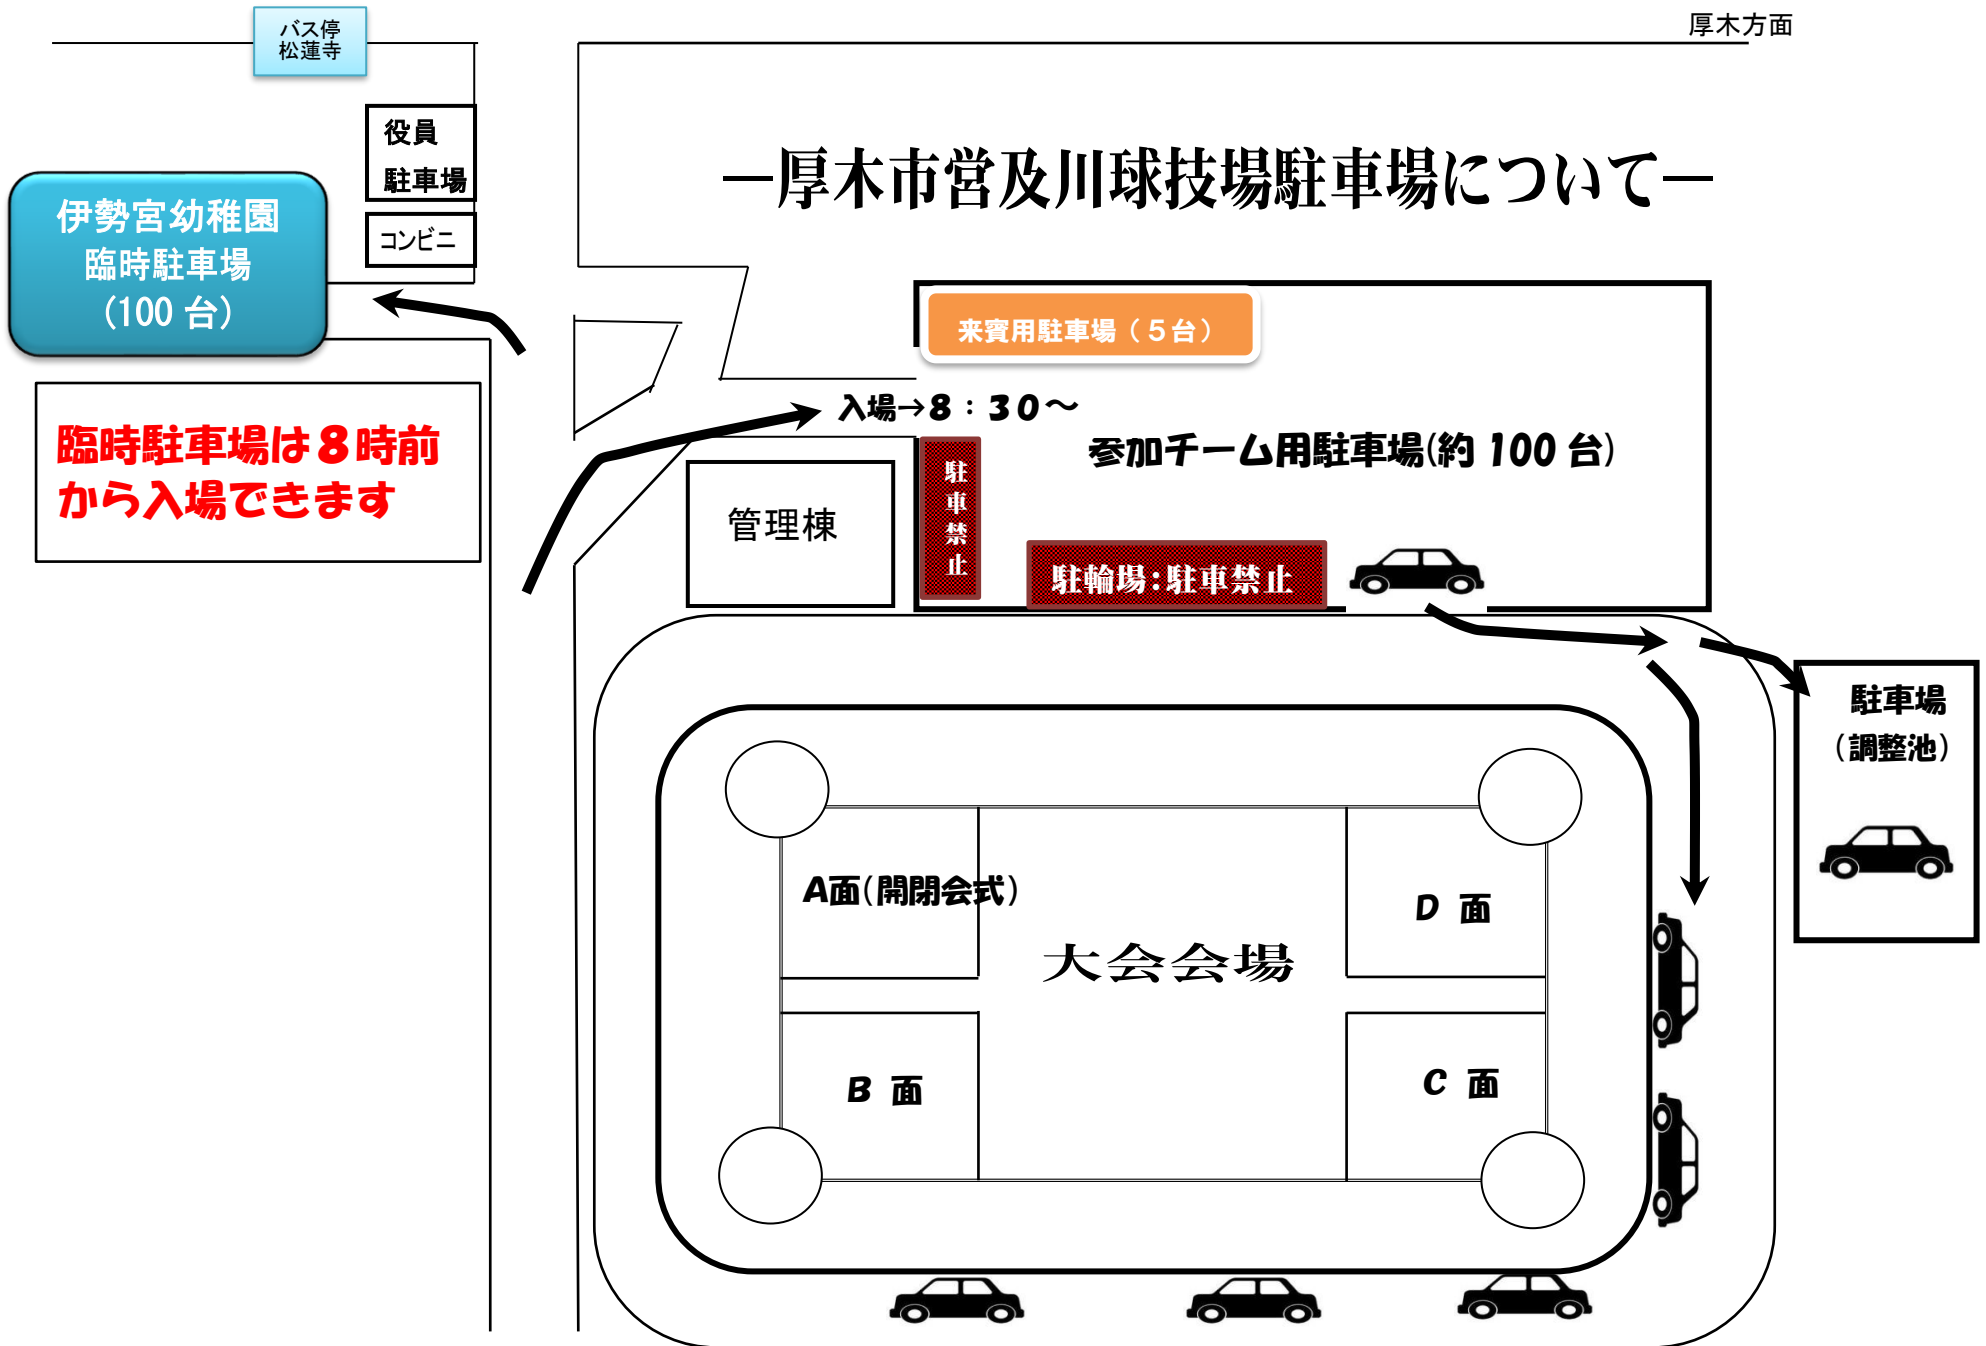 バス停
松蓮寺
厚木方面
役員
駐車場
―厚木市営及川球技場駐車場について―
伊勢宮幼稚園
臨時駐車場
(100 台)
コンビニ
来賓用駐車場（５台）
入場→８：３０～
臨時駐車場は８時前
から入場できます
参加チーム用駐車場(約 100 台)
駐車禁止
管理棟
駐輪場：駐車禁止
駐車場
（調整池）
A面(開閉会式)
D 面
大会会場
B 面
C 面